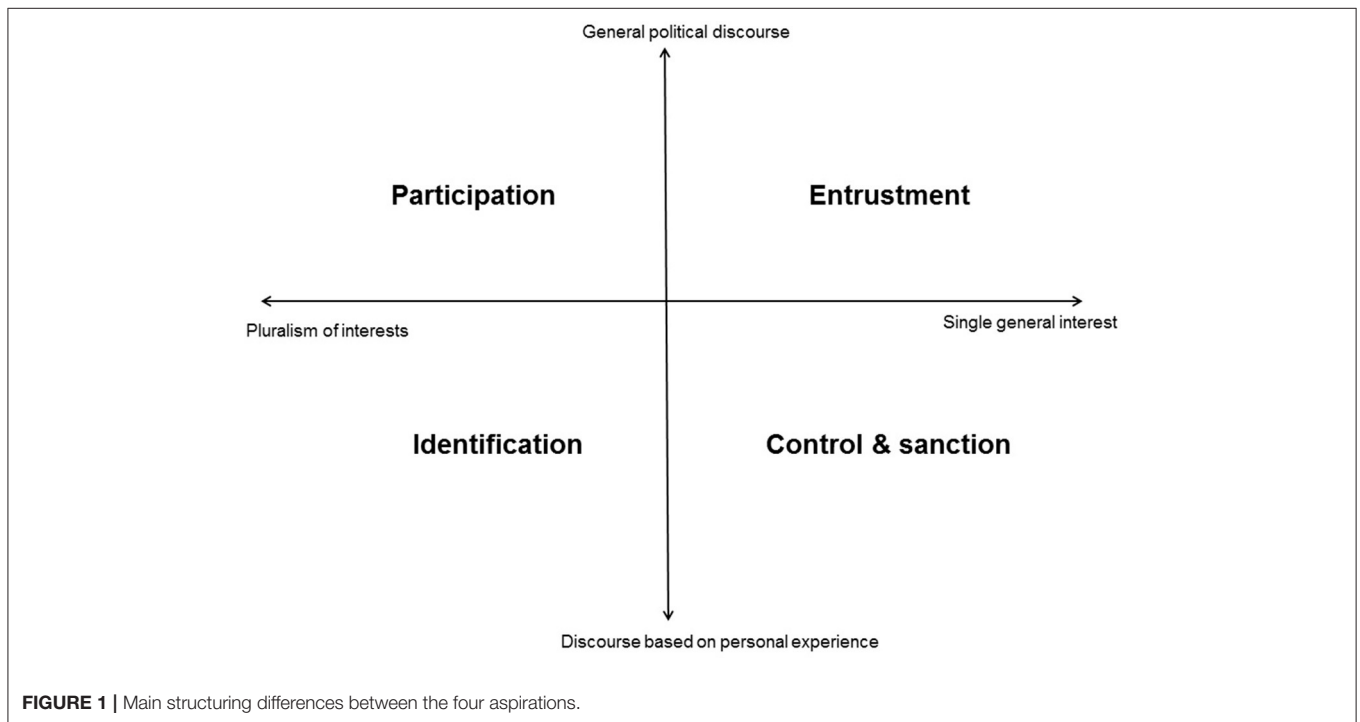 General political discourse
Participation
Entrustment
Pluralism of interests
Single general interest
Identification
Control & sanction
Discourse based on personal experience
FIGURE 1 | Main structuring differences between the four aspirations.